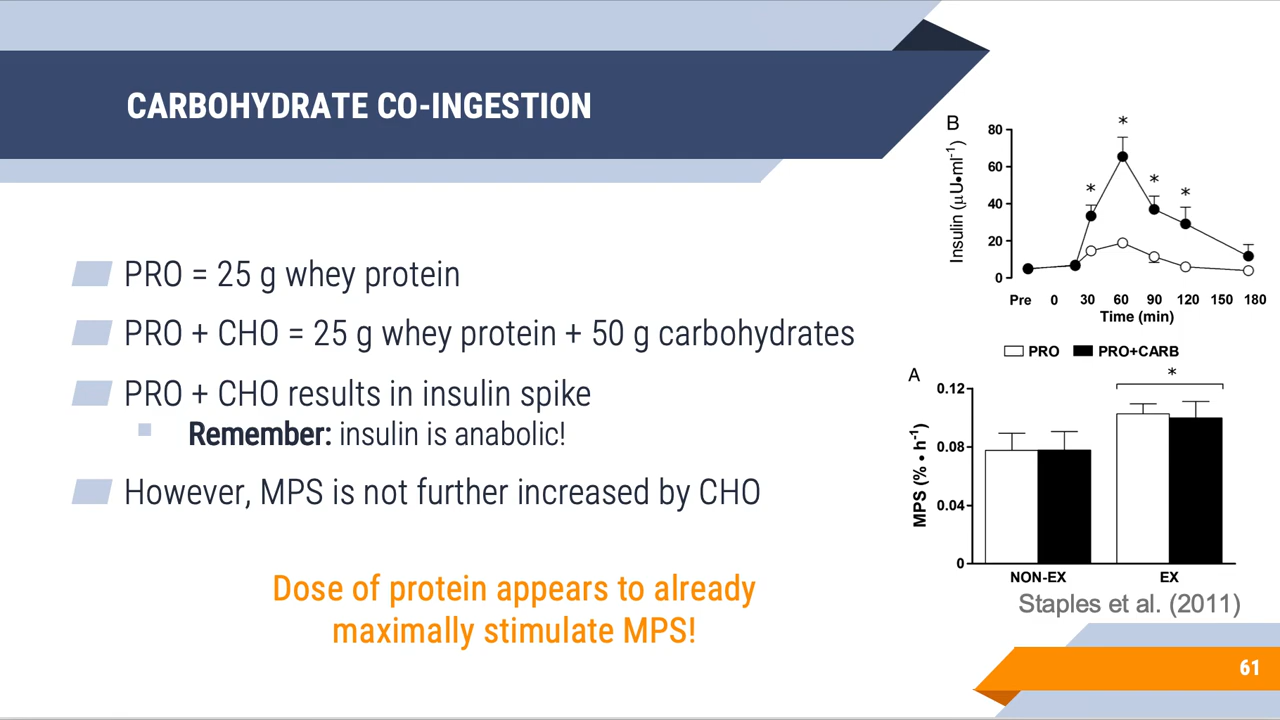 CARBOHYDRATE CO-INGESTION
PRO = 25 g whey protein
PRO + CHO = 25 g whey protein + 50 g carbohydrates
PRO + CHO results in insulin spike
Remember: insulin is anabolic!
However, MPS is not further increased by CHO
Dose of protein appears to already
maximally stimulate MPS!
B
Insulin (μU•ml⁻¹)
80
60
40
20
0
* * * *
Pre 0 30 60 90 120 150 180
Time (min)
PRO PRO+CARB
A
MPS (% • h⁻¹)
0.12
0.08
0.04
0
*
NON-EX EX
Staples et al. (2011)
61